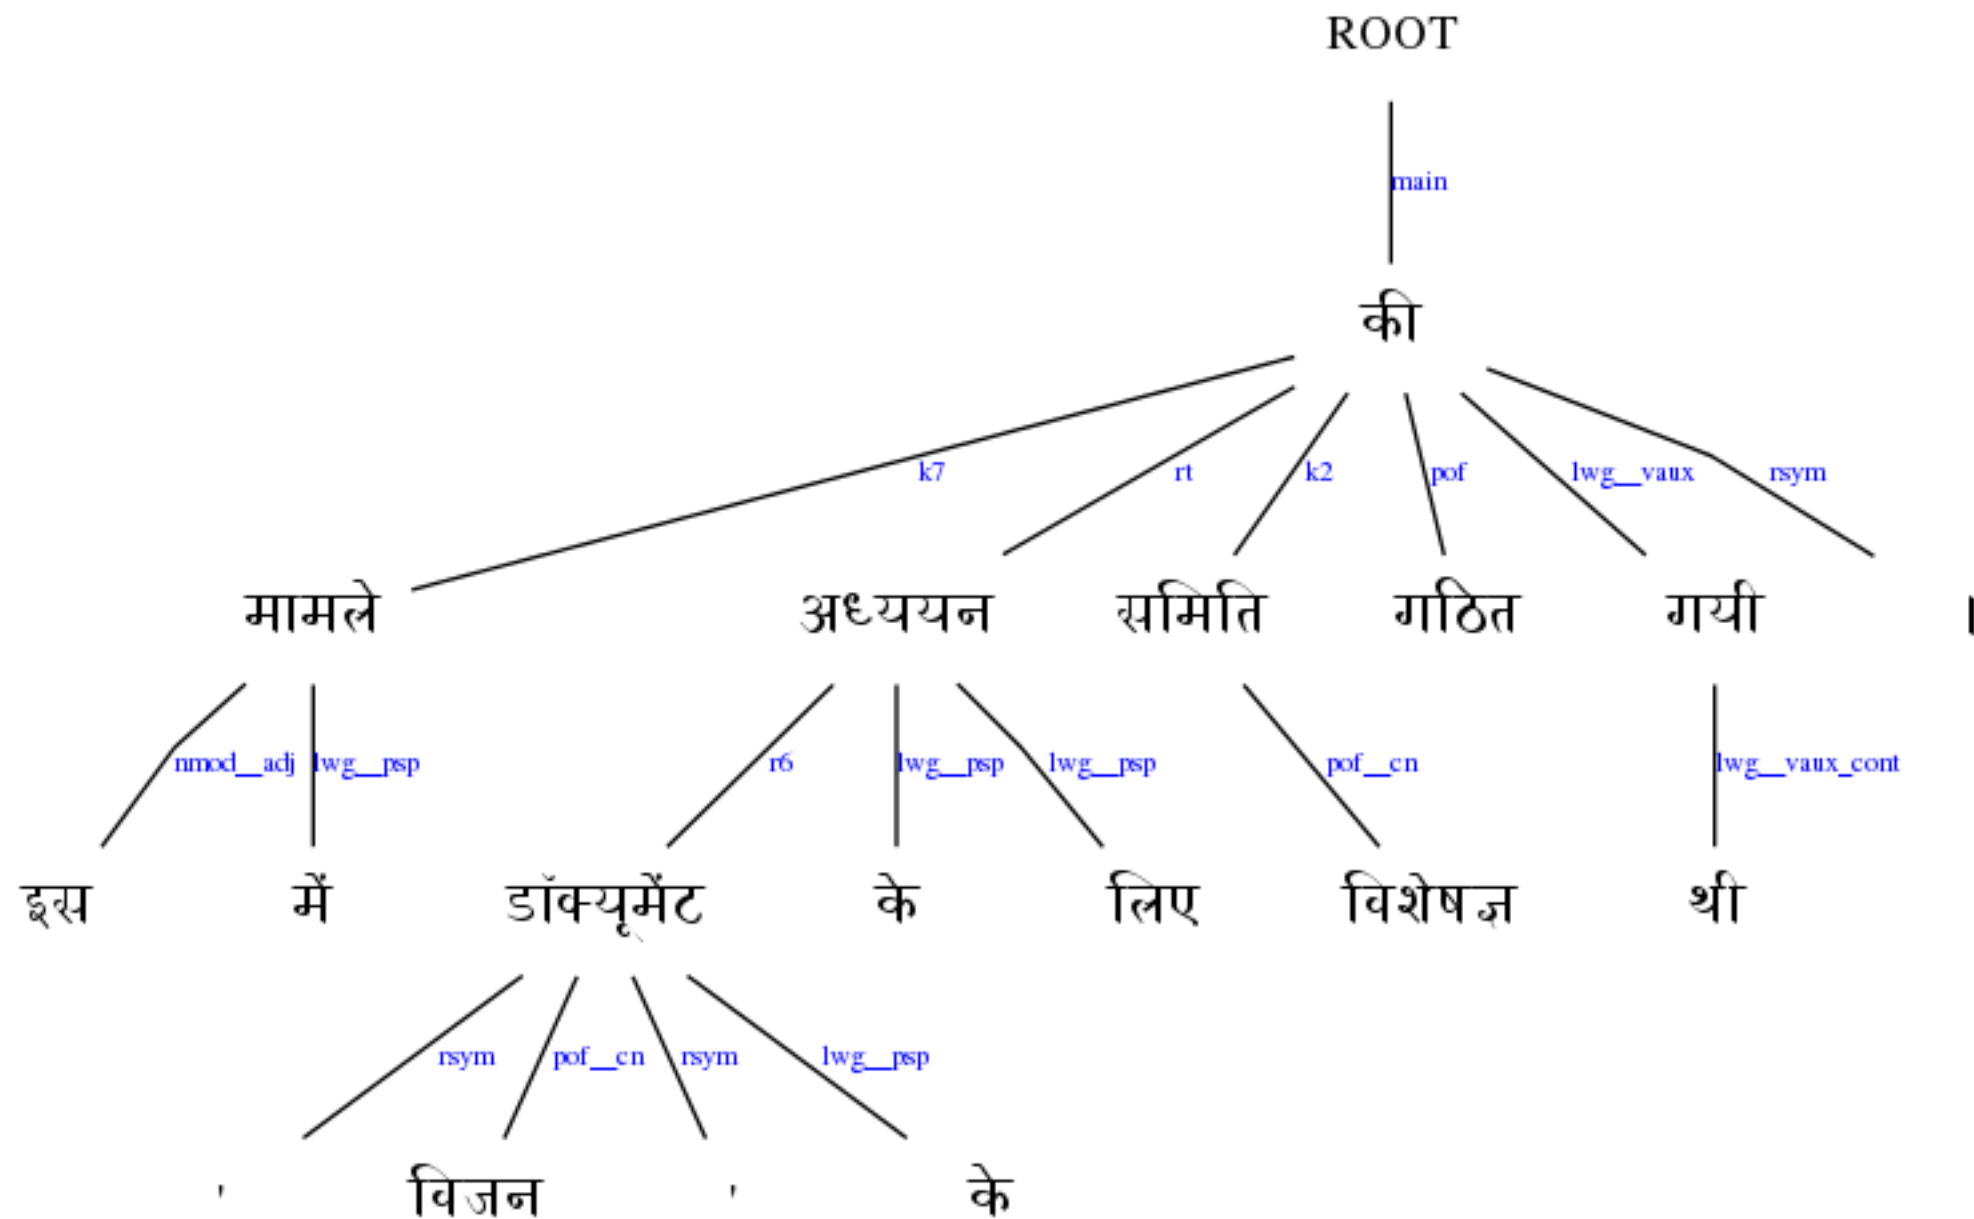 ROOT
main
की
k7 rt k2 pof lwg__vaux rsym
मामले अध्ययन समिति गठित गयी ।
nmod__adj lwg__psp r6 lwg__psp lwg__psp pof__cn lwg__vaux_cont
इस में डॉक्यूमेंट के लिए विशेषज्ञ थी
rsym pof__cn rsym lwg__psp
' विजन ' के